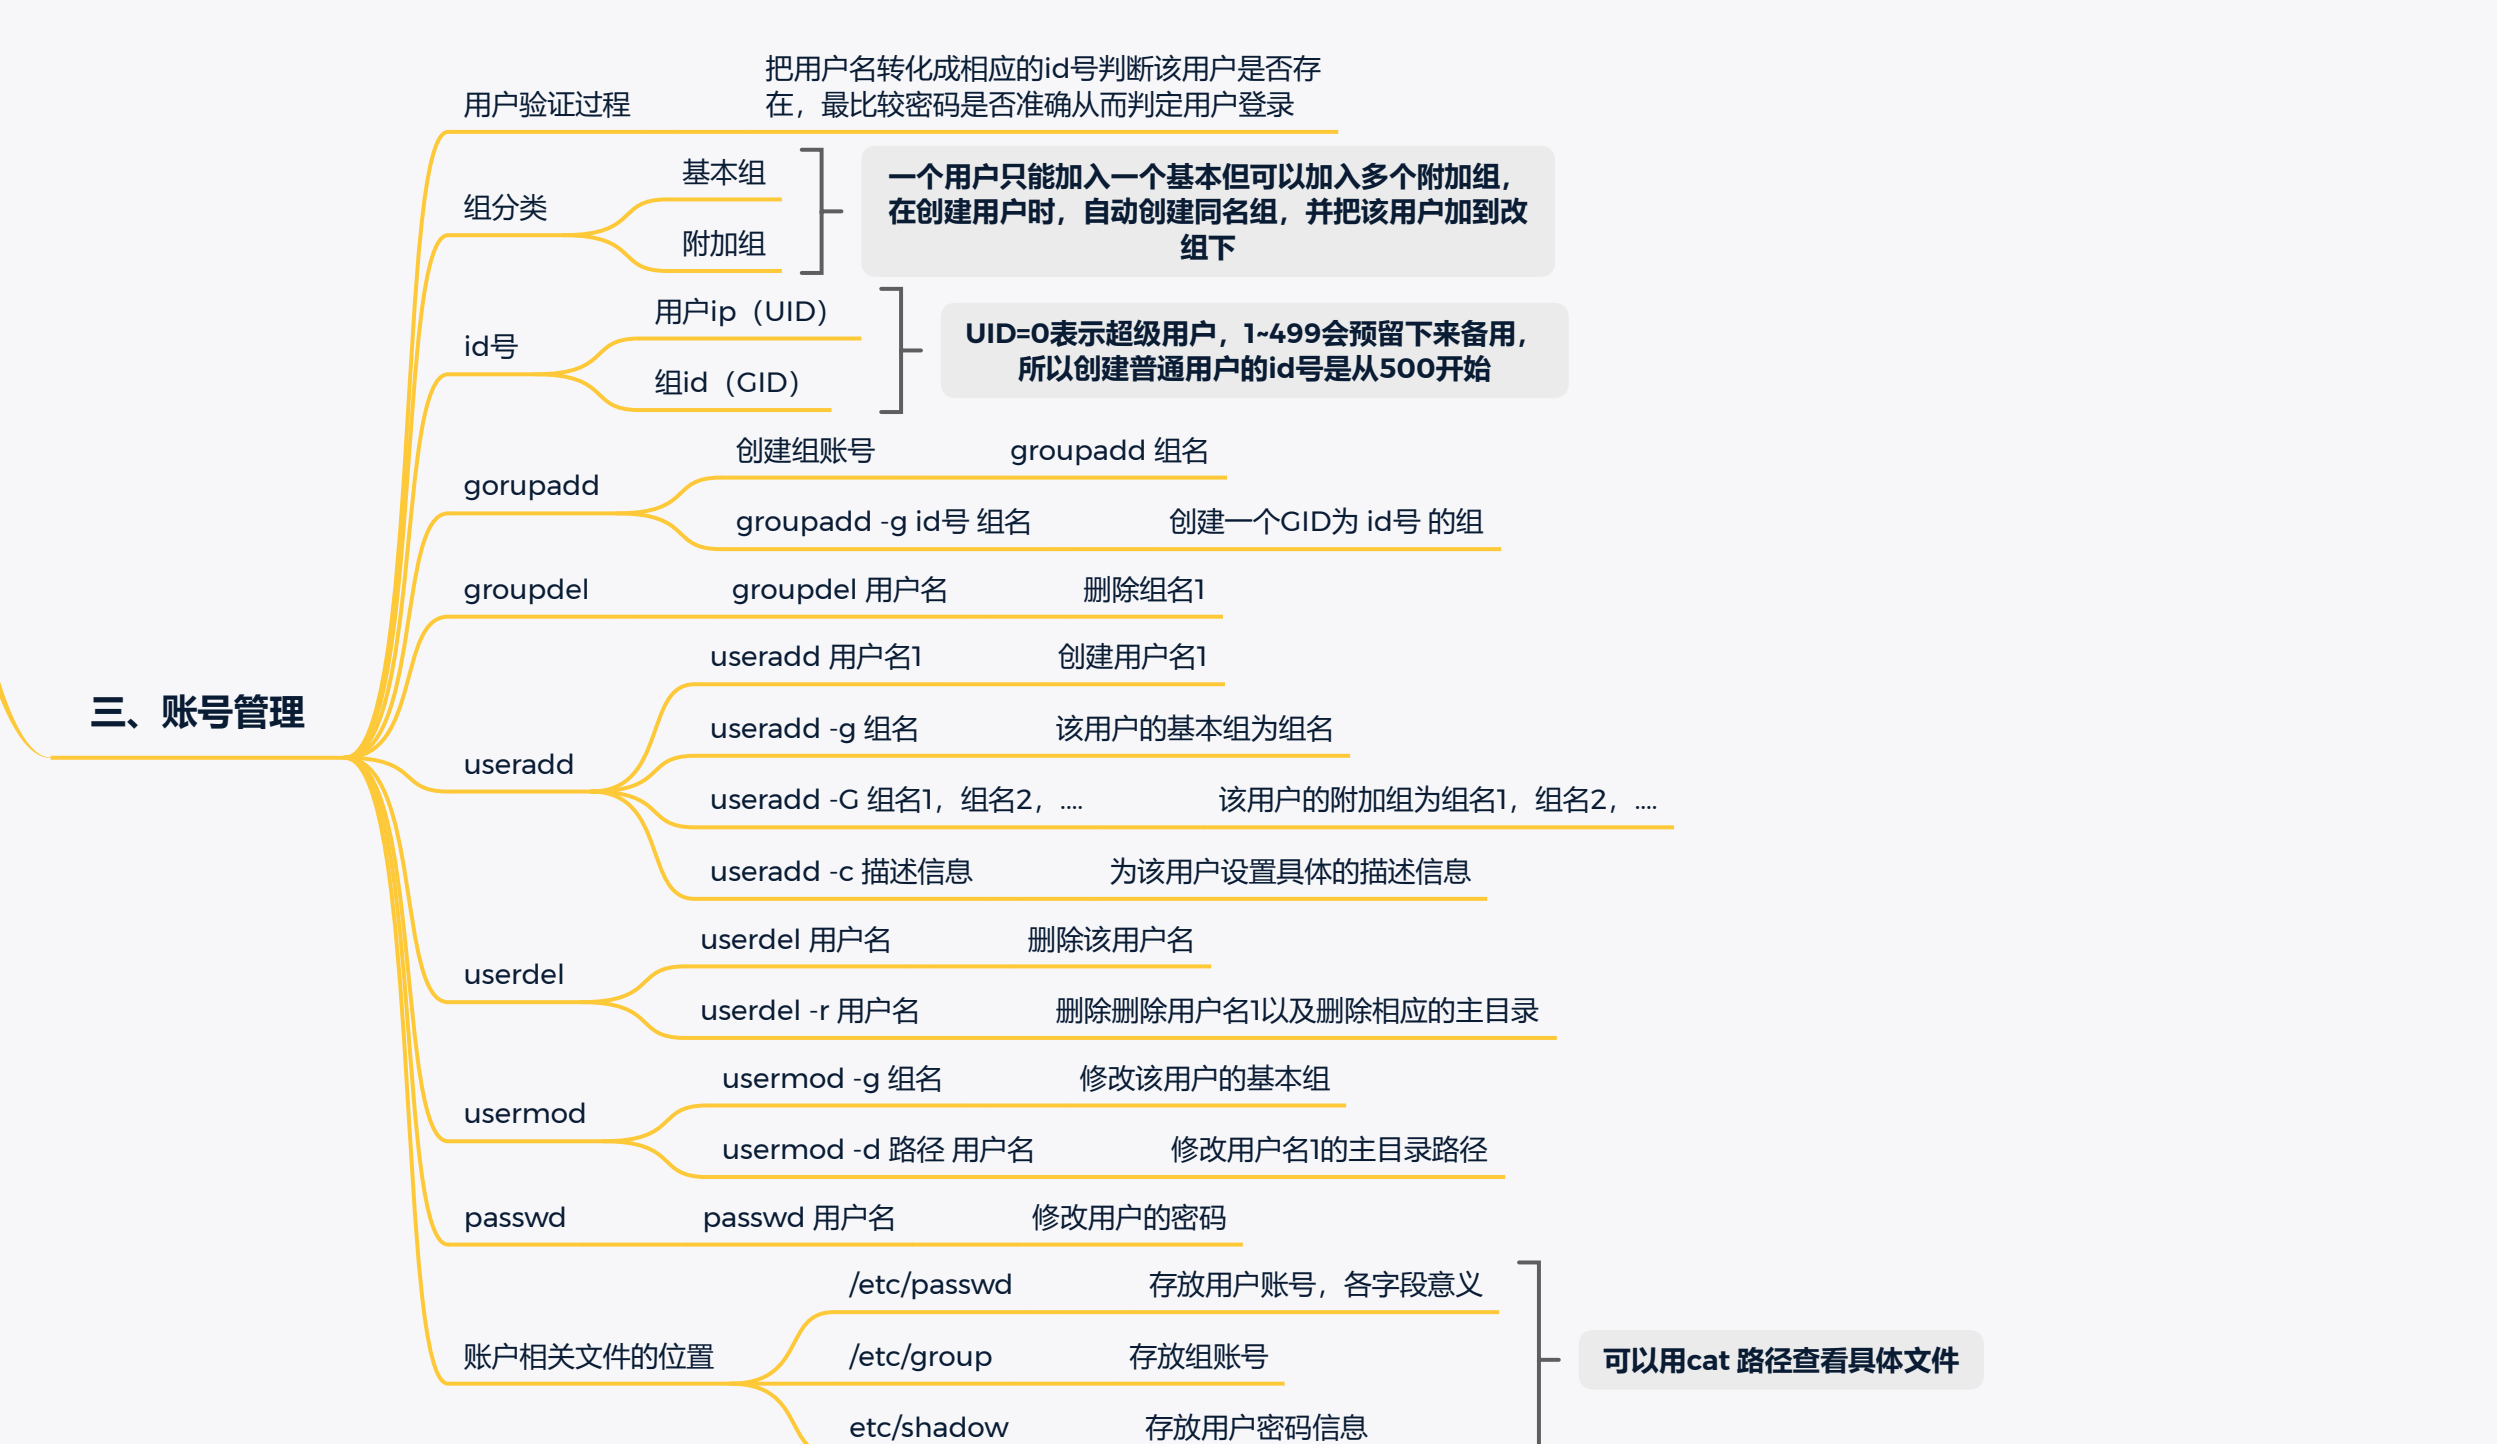 三、账号管理
用户验证过程
把用户名转化成相应的id号判断该用户是否存
在，最比较密码是否准确从而判定用户登录
组分类
基本组
附加组
一个用户只能加入一个基本但可以加入多个附加组，
在创建用户时，自动创建同名组，并把该用户加到改
组下
id号
用户ip（UID）
组id（GID）
UID=0表示超级用户，1~499会预留下来备用，
所以创建普通用户的id号是从500开始
gorupadd
创建组账号
groupadd 组名
groupadd -g id号 组名
创建一个GID为 id号 的组
groupdel
groupdel 用户名
删除组名1
useradd
useradd 用户名1
创建用户名1
useradd -g 组名
该用户的基本组为组名
useradd -G 组名1，组名2，....
该用户的附加组为组名1，组名2，....
useradd -c 描述信息
为该用户设置具体的描述信息
userdel
userdel 用户名
删除该用户名
userdel -r 用户名
删除删除用户名1以及删除相应的主目录
usermod
usermod -g 组名
修改该用户的基本组
usermod -d 路径 用户名
修改用户名1的主目录路径
passwd
passwd 用户名
修改用户的密码
账户相关文件的位置
/etc/passwd
存放用户账号，各字段意义
/etc/group
存放组账号
etc/shadow
存放用户密码信息
可以用cat 路径查看具体文件